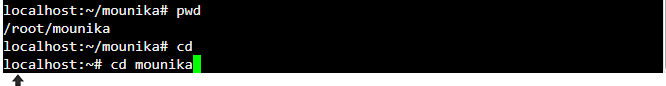 localhost:~/mounika# pwd
/root/mounika
localhost:~/mounika# cd
localhost:~# cd mounika